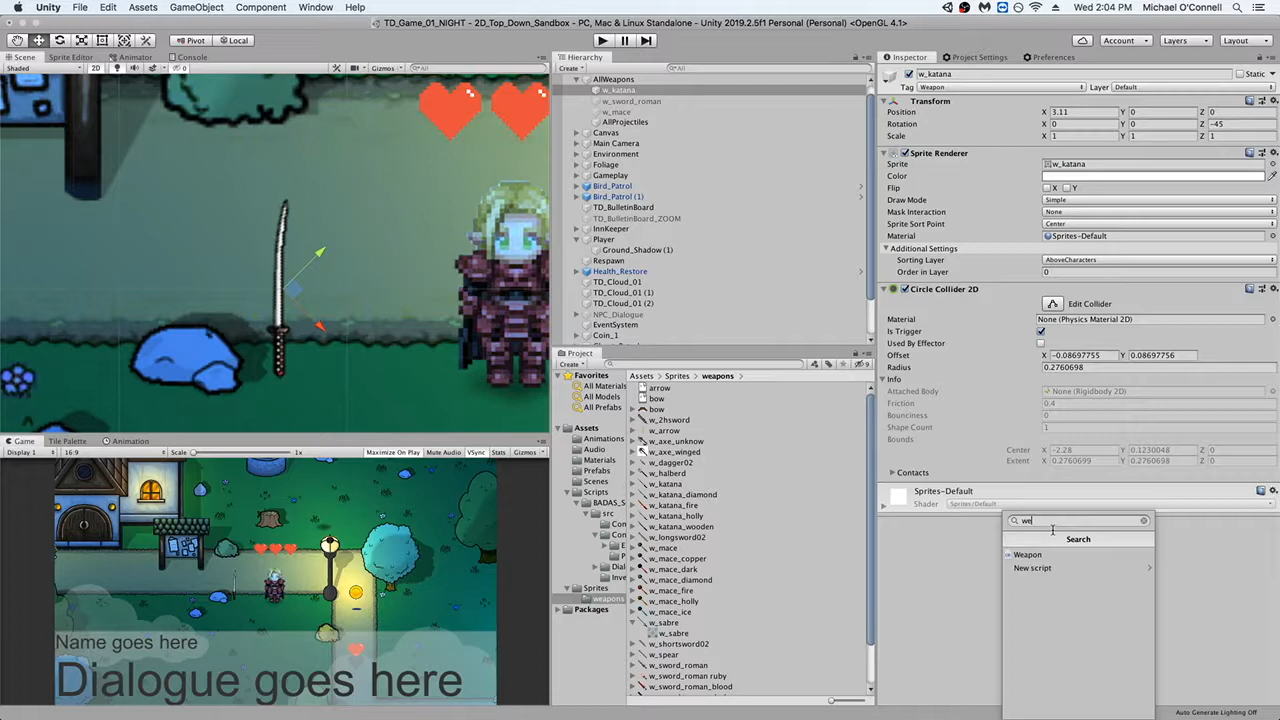 Unity File Edit Assets GameObject Component Window Help Wed 2:04 PM Michael O'Connell
TD_Game_01_NIGHT - 2D_Top_Down_Sandbox - PC, Mac & Linux Standalone - Unity 2019.2.5f1 Personal (Personal) <OpenGL 4.1>
Pivot Local Account Layers Layout
Scene Sprite Editor Animator Console
Shaded 2D 0 Gizmos All
Hierarchy
Create All
AllWeapons
w_katana
w_sword_roman
w_mace
AllProjectiles
Canvas
Main Camera
Environment
Foliage
Gameplay
Bird_Patrol
Bird_Patrol (1)
TD_BulletinBoard
TD_BulletinBoard_ZOOM
InnKeeper
Player
Ground_Shadow (1)
Respawn
Health_Restore
TD_Cloud_01
TD_Cloud_01 (1)
TD_Cloud_01 (2)
NPC_Dialogue
EventSystem
Coin_1
Project
Create 9
Favorites
All Materials
All Models
All Prefabs
Assets
Animations
Audio
Materials
Prefabs
Scenes
Scripts
BADAS_S
src
Con
Con
E
P
Dial
Inve
Sprites
weapons
Packages
Assets Sprites weapons
arrow
bow
bow
w_2hsword
w_arrow
w_axe_unknow
w_axe_winged
w_dagger02
w_halberd
w_katana
w_katana_diamond
w_katana_fire
w_katana_holly
w_katana_wooden
w_longsword02
w_mace
w_mace_copper
w_mace_dark
w_mace_diamond
w_mace_fire
w_mace_holly
w_mace_ice
w_sabre
w_sabre
w_shortsword02
w_spear
w_sword_roman
w_sword_roman ruby
w_sword_roman_blood
Game Tile Palette Animation
Display 1 16:9 Scale 1x Maximize On Play Mute Audio VSync Stats Gizmos
Name goes here
Dialogue goes here
Inspector Project Settings Preferences
w_katana Static
Tag Weapon Layer Default
Transform
Position X 3.11 Y 0 Z 0
Rotation X 0 Y 0 Z -45
Scale X 1 Y 1 Z 1
Sprite Renderer
Sprite w_katana
Color
Flip X Y
Draw Mode Simple
Mask Interaction None
Sprite Sort Point Center
Material Sprites-Default
Additional Settings
Sorting Layer AboveCharacters
Order in Layer 0
Circle Collider 2D
Edit Collider
Material None (Physics Material 2D)
Is Trigger
Used By Effector
Offset X -0.08697755 Y 0.08697756
Radius 0.2760698
Info
Attached Body None (Rigidbody 2D)
Friction 0.4
Bounciness 0
Shape Count 1
Bounds
Center X -2.28 Y 0.1230048 Z 0
Extent X 0.2760699 Y 0.2760698 Z 0
Contacts
Sprites-Default
Shader Sprites/Default
we
Search
Weapon
New script
Auto Generate Lighting Off